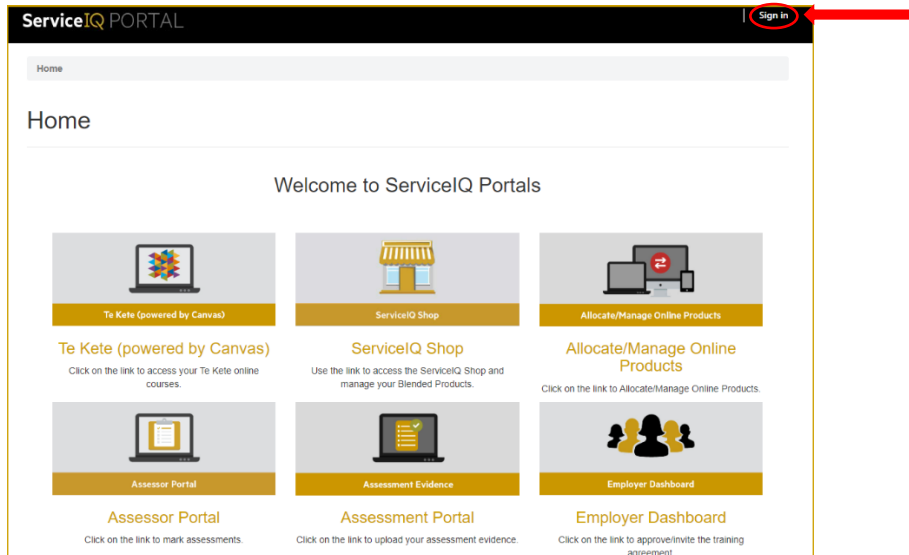 ServiceIQ PORTAL
Sign in
Home
Home
Welcome to ServiceIQ Portals
Te Kete (powered by Canvas)
ServiceIQ Shop
Allocate/Manage Online Products
Te Kete (powered by Canvas)
Click on the link to access your Te Kete online
courses.
ServiceIQ Shop
Use the link to access the ServiceIQ Shop and
manage your Blended Products.
Allocate/Manage Online
Products
Click on the link to Allocate/Manage Online Products.
Assessor Portal
Assessment Evidence
Employer Dashboard
Assessor Portal
Click on the link to mark assessments.
Assessment Portal
Click on the link to upload your assessment evidence.
Employer Dashboard
Click on the link to approve/invite the training
agreement